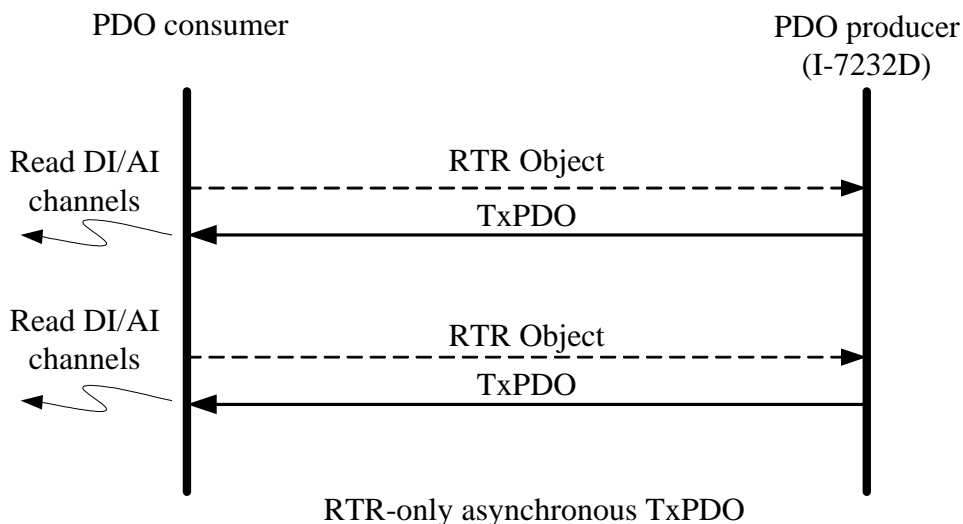 PDO consumer
PDO producer
(I-7232D)
Read DI/AI
channels
RTR Object
TxPDO
Read DI/AI
channels
RTR Object
TxPDO
RTR-only asynchronous TxPDO